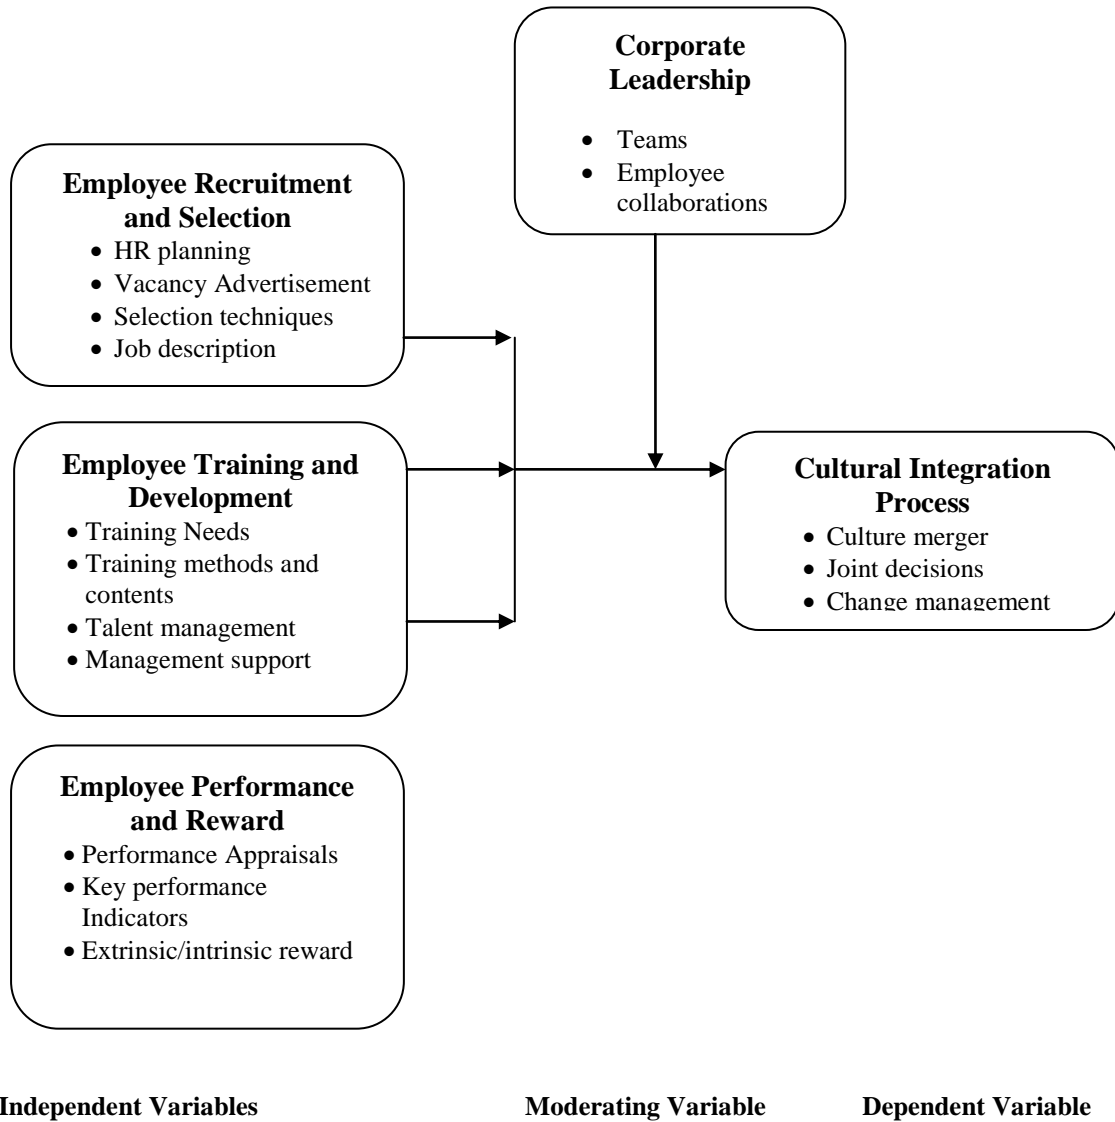 Corporate
Leadership
• Teams
• Employee
collaborations
Employee Recruitment
and Selection
• HR planning
• Vacancy Advertisement
• Selection techniques
• Job description
Employee Training and
Development
• Training Needs
• Training methods and
contents
• Talent management
• Management support
Cultural Integration
Process
• Culture merger
• Joint decisions
• Change management
Employee Performance
and Reward
• Performance Appraisals
• Key performance
Indicators
• Extrinsic/intrinsic reward
Independent Variables Moderating Variable Dependent Variable